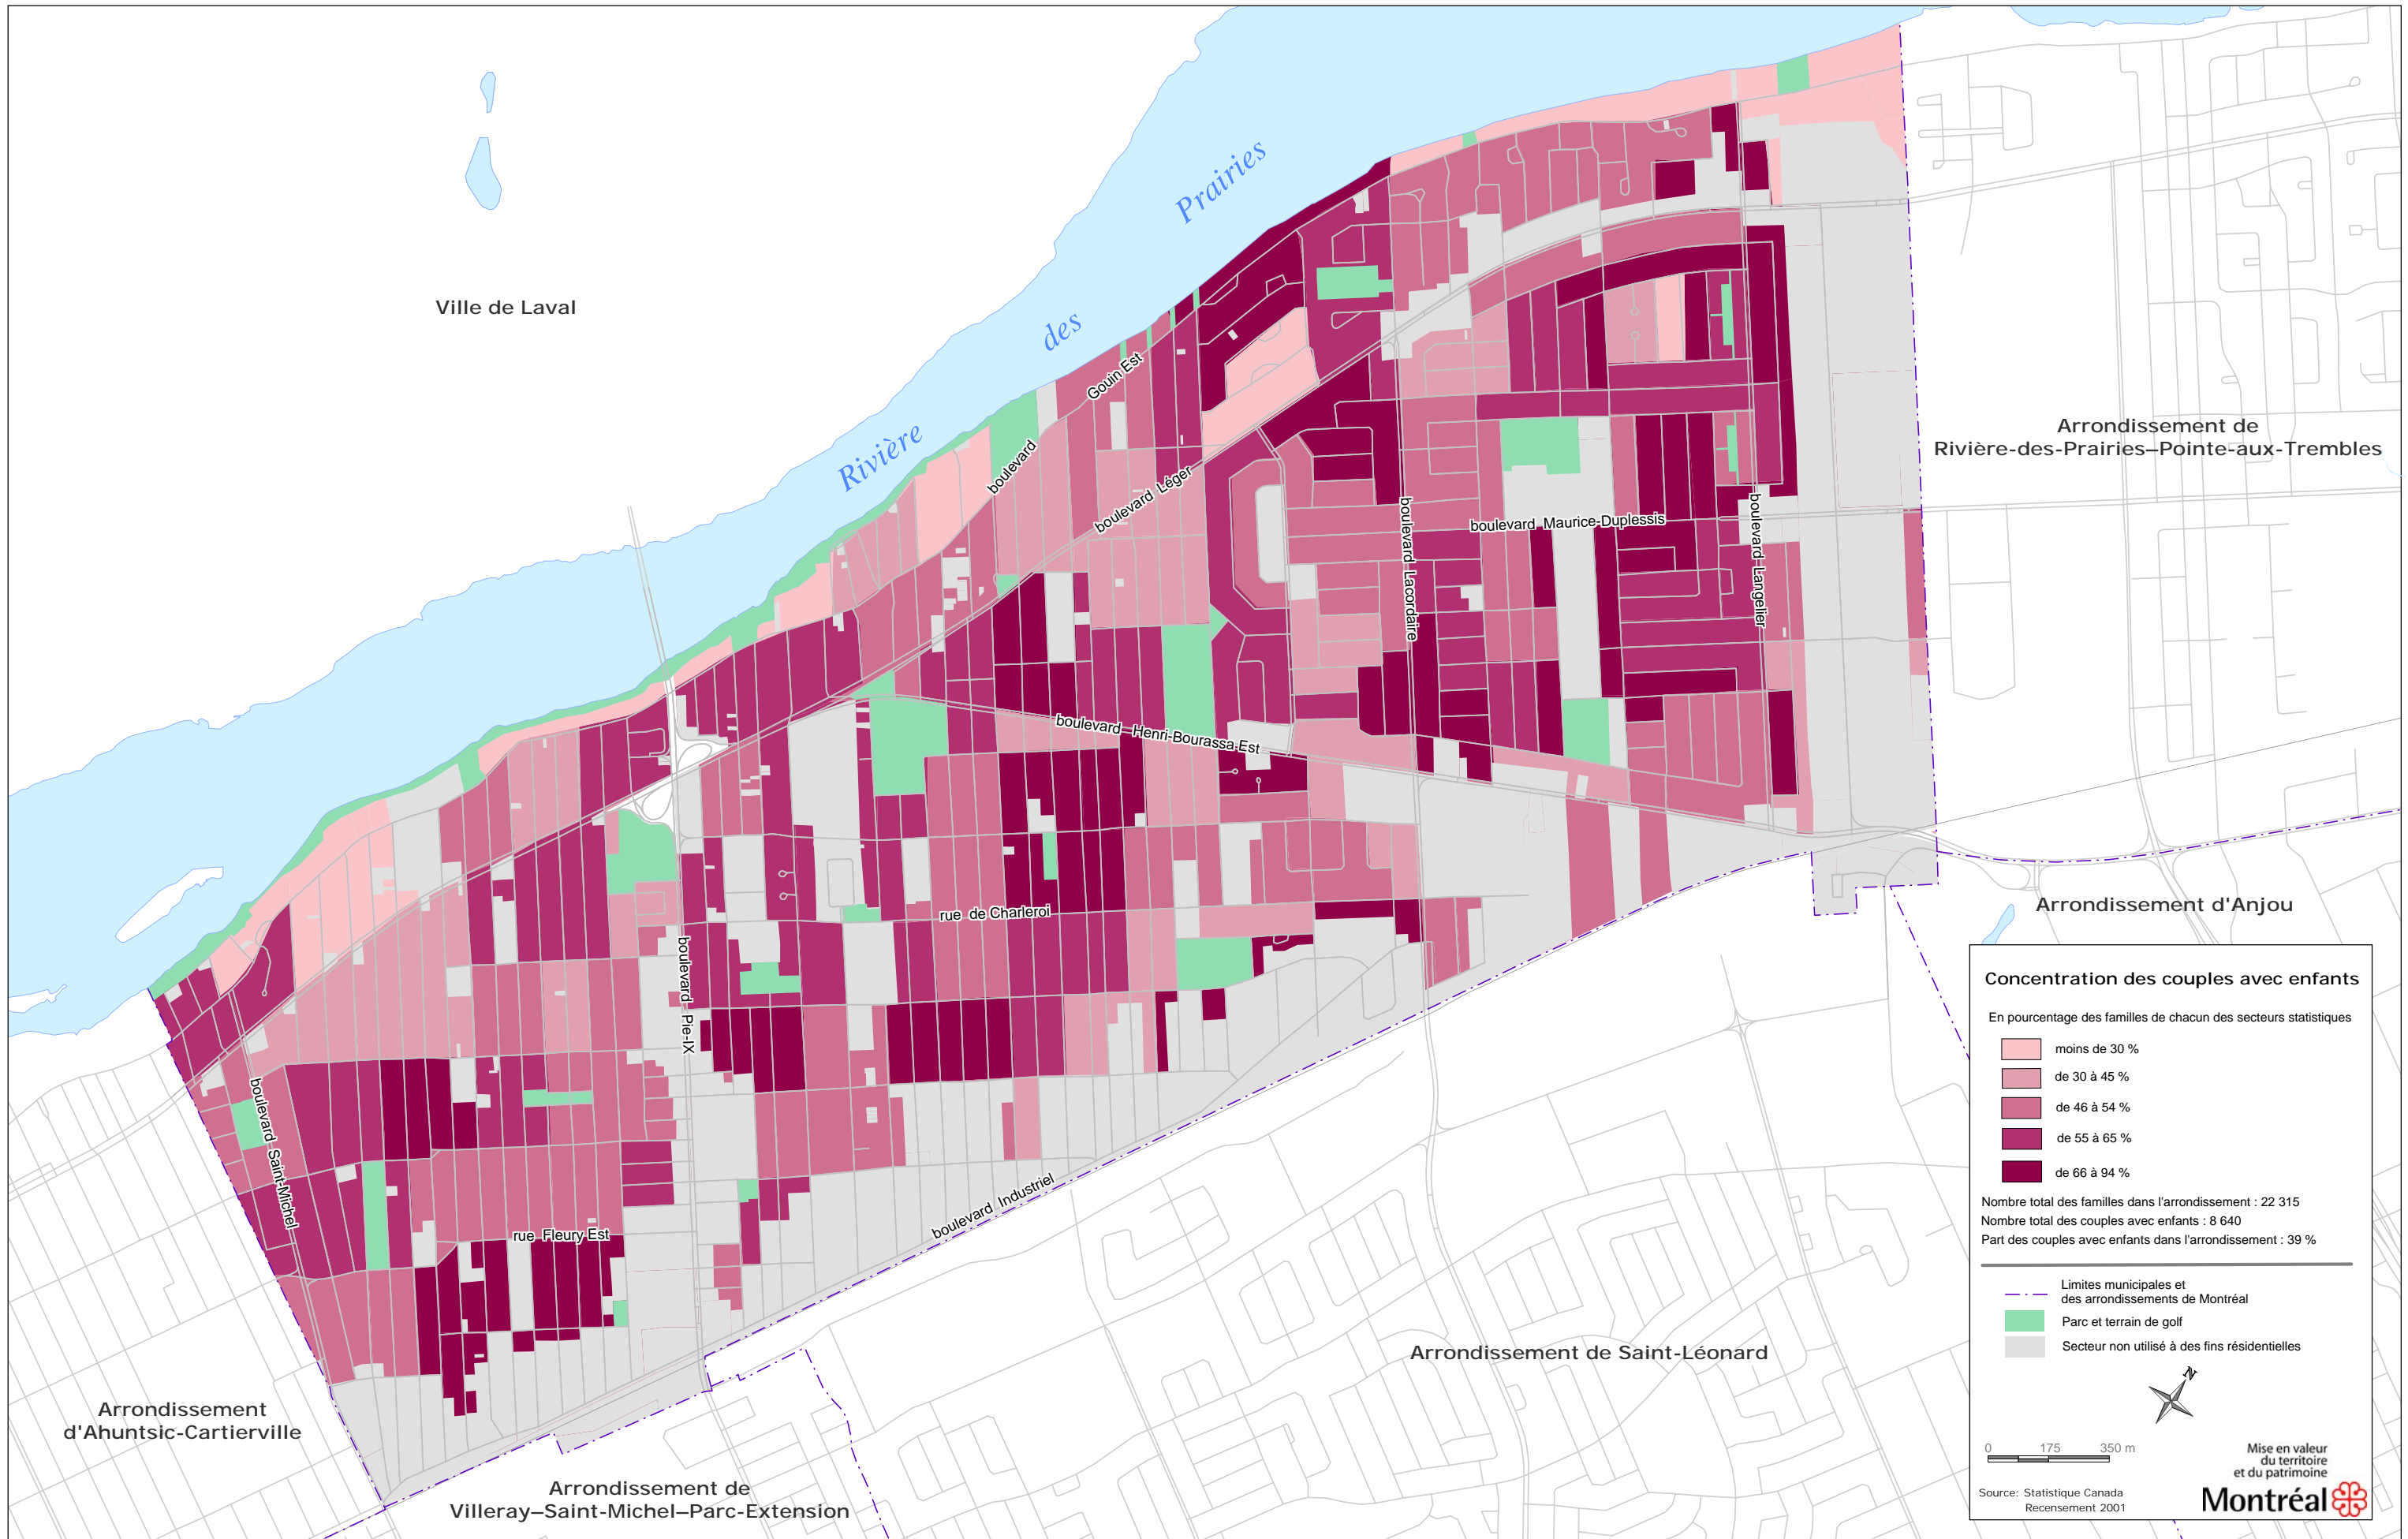 Ville de Laval
Rivière
des
Prairies
Gouin Est
boulevard
boulevard Léger
boulevard Maurice-Duplessis
boulevard Lacordaire
boulevard Langelier
boulevard Henri-Bourassa Est
rue de Charleroi
boulevard Pie-IX
boulevard Saint-Michel
rue Fleury Est
boulevard Industriel
Arrondissement de
Rivière-des-Prairies–Pointe-aux-Trembles
Arrondissement d'Anjou
Arrondissement de Saint-Léonard
Arrondissement
d'Ahuntsic-Cartierville
Arrondissement de
Villeray–Saint-Michel–Parc-Extension
Concentration des couples avec enfants
En pourcentage des familles de chacun des secteurs statistiques
moins de 30 %
de 30 à 45 %
de 46 à 54 %
de 55 à 65 %
de 66 à 94 %
Nombre total des familles dans l'arrondissement : 22 315
Nombre total des couples avec enfants : 8 640
Part des couples avec enfants dans l'arrondissement : 39 %
Limites municipales et
des arrondissements de Montréal
Parc et terrain de golf
Secteur non utilisé à des fins résidentielles
N
0 175 350 m
Mise en valeur
du territoire
et du patrimoine
Source: Statistique Canada
Recensement 2001
Montréal